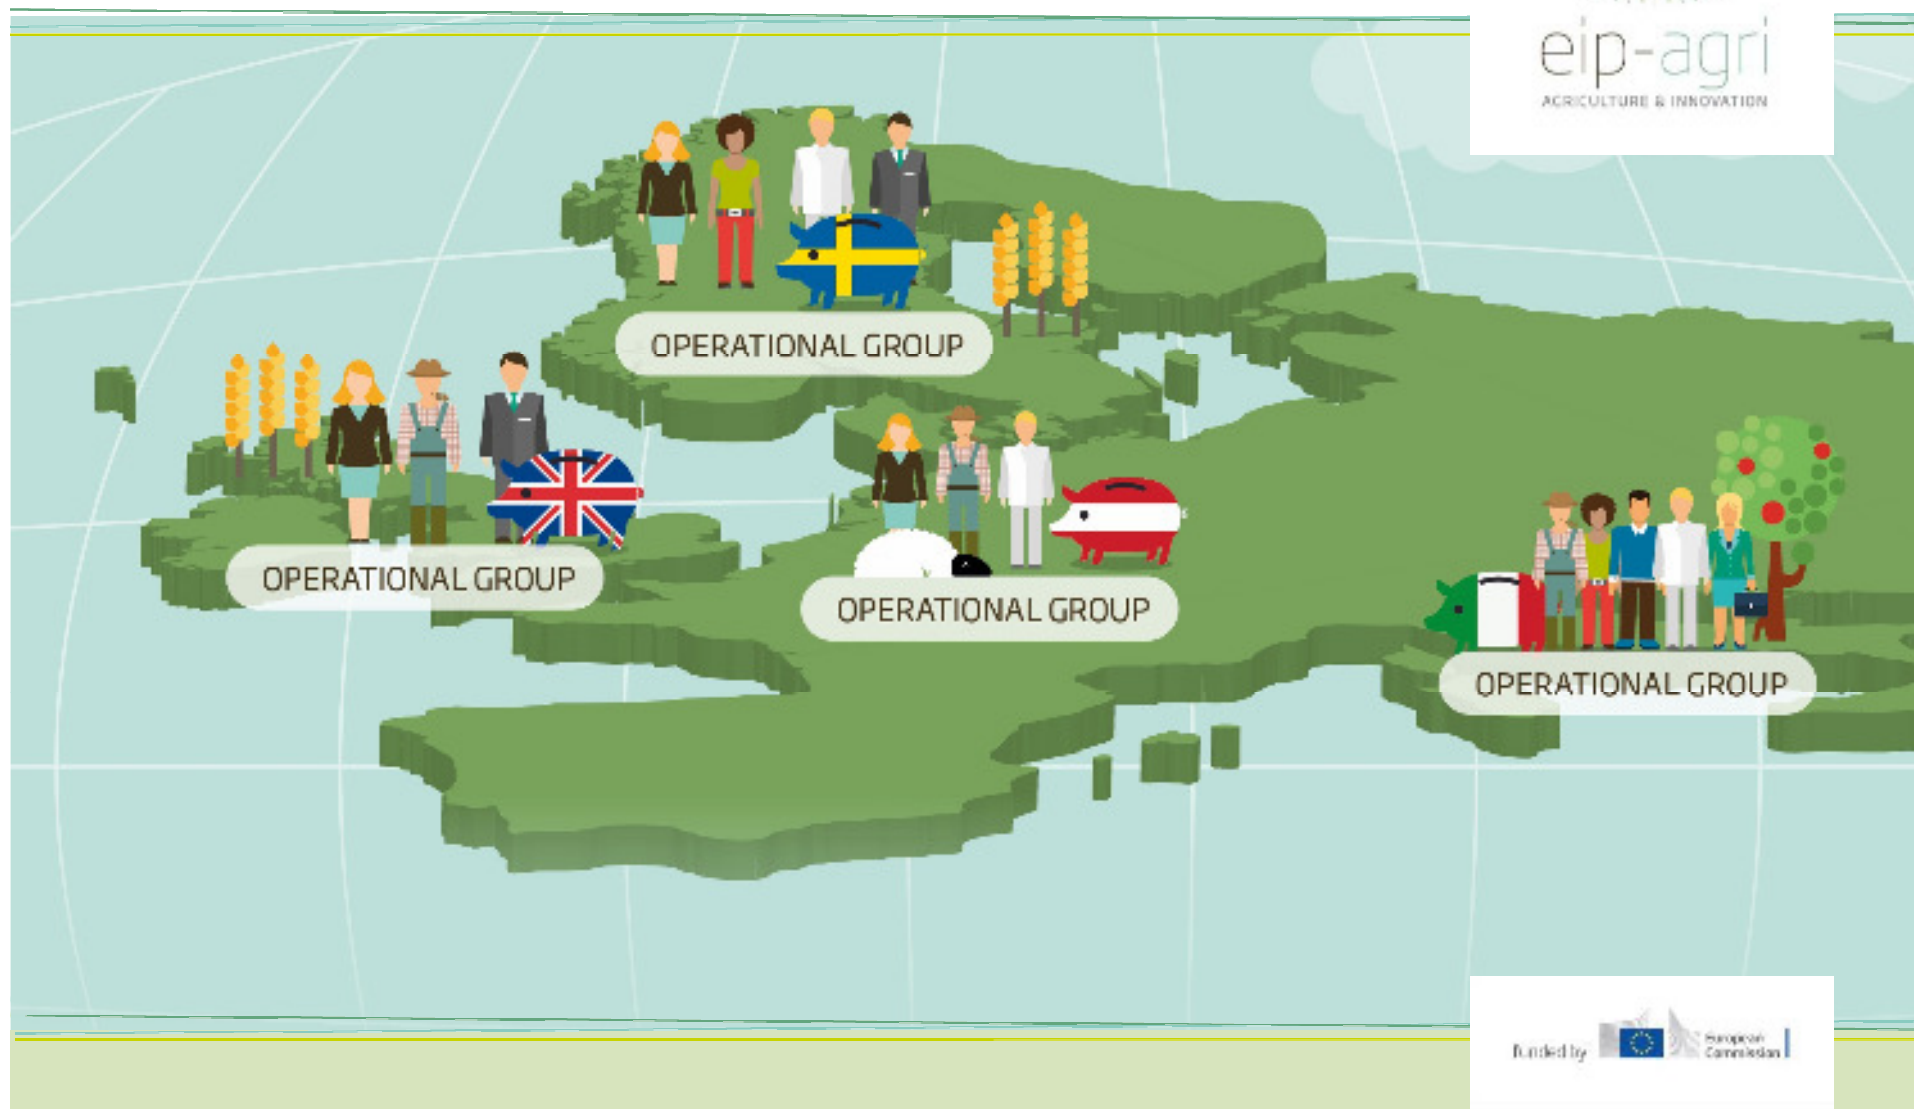 eip-agri
AGRICULTURE & INNOVATION
OPERATIONAL GROUP
OPERATIONAL GROUP
OPERATIONAL GROUP
OPERATIONAL GROUP
funded by
European
Commission